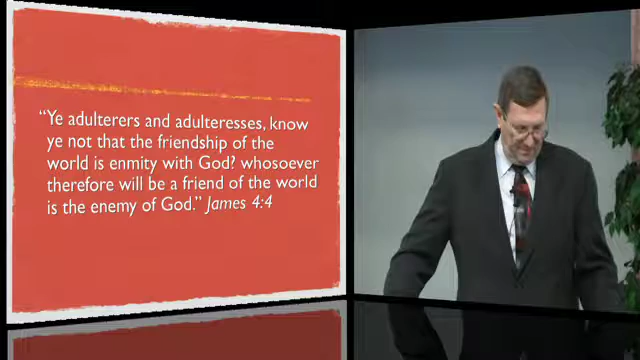 “Ye adulterers and adulteresses, know
ye not that the friendship of the
world is enmity with God? whosoever
therefore will be a friend of the world
is the enemy of God.” James 4:4